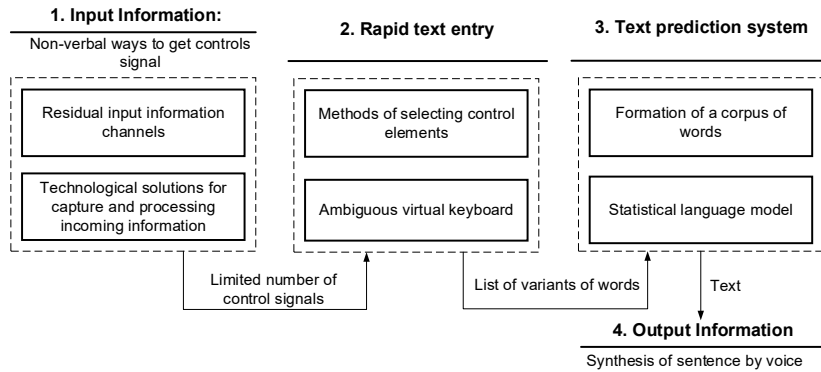 1. Input Information:
Non-verbal ways to get controls
signal
Residual input information
channels
Technological solutions for
capture and processing
incoming information
Limited number of
control signals
2. Rapid text entry
Methods of selecting control
elements
Ambiguous virtual keyboard
List of variants of words
3. Text prediction system
Formation of a corpus of
words
Statistical language model
Text
4. Output Information
Synthesis of sentence by voice